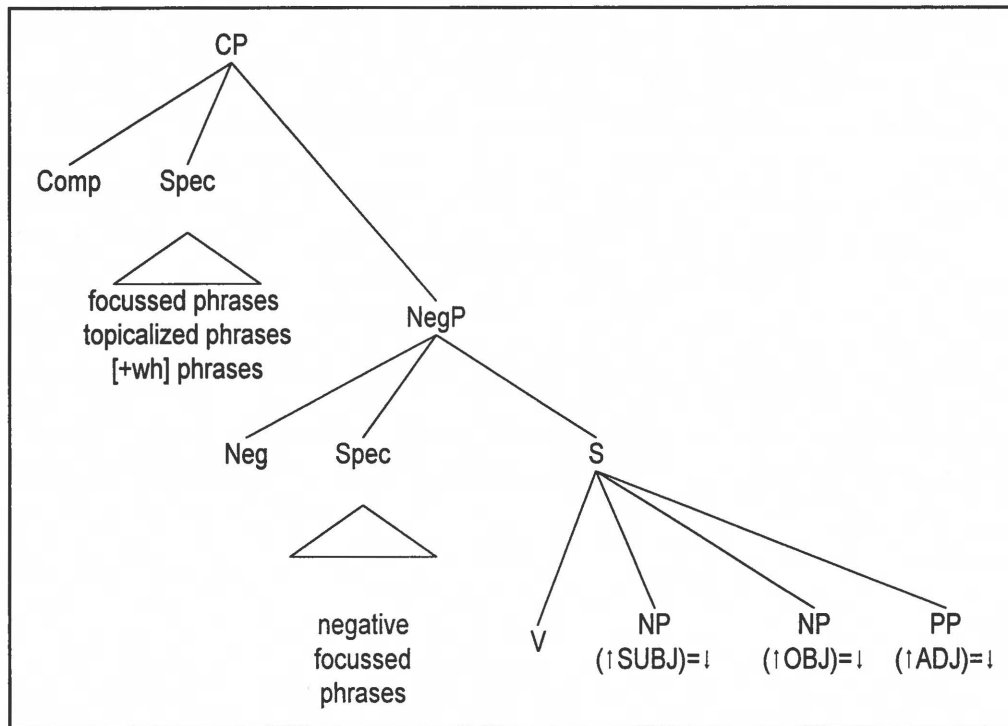 CP
Comp Spec
focussed phrases
topicalized phrases
[+wh] phrases
NegP
Neg Spec S
negative
focussed
phrases
V NP NP PP
(↑SUBJ)=↓ (↑OBJ)=↓ (↑ADJ)=↓